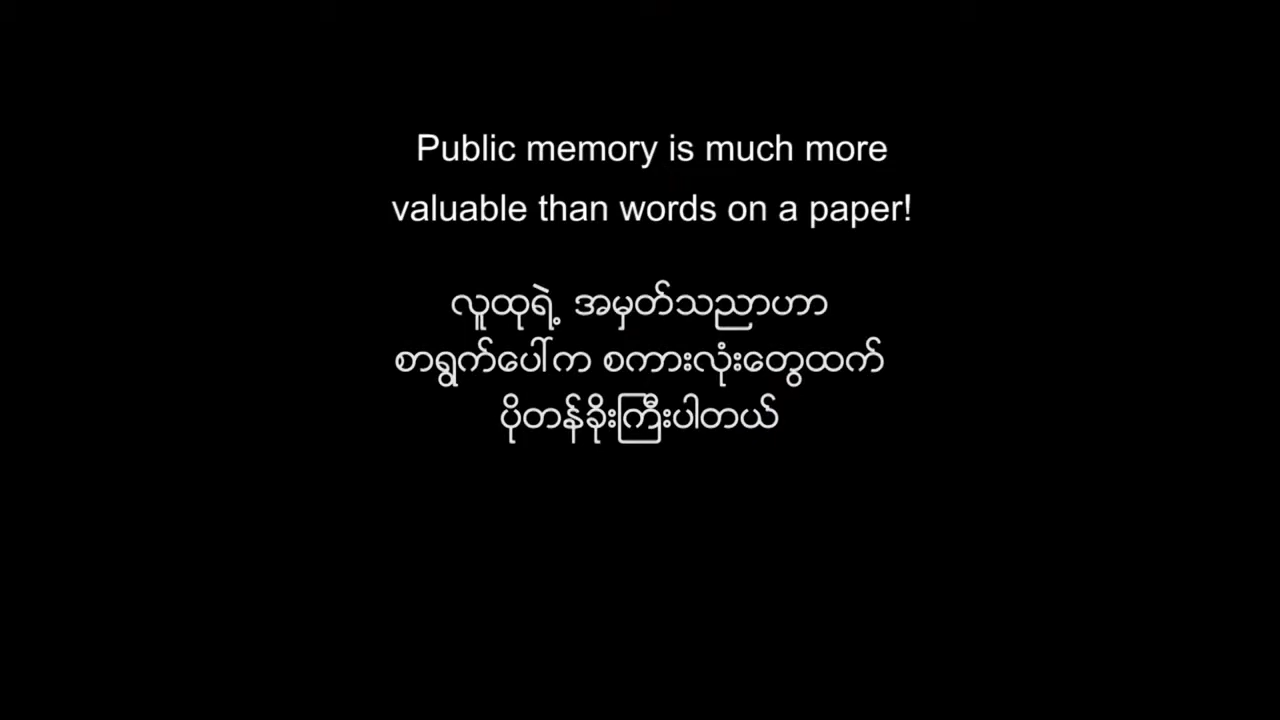 Public memory is much more
valuable than words on a paper!
လူထုရဲ့ အမှတ်သညာဟာ
စာရွက်ပေါ်က စကားလုံးတွေထက်
ပိုတန်ခိုးကြီးပါတယ်